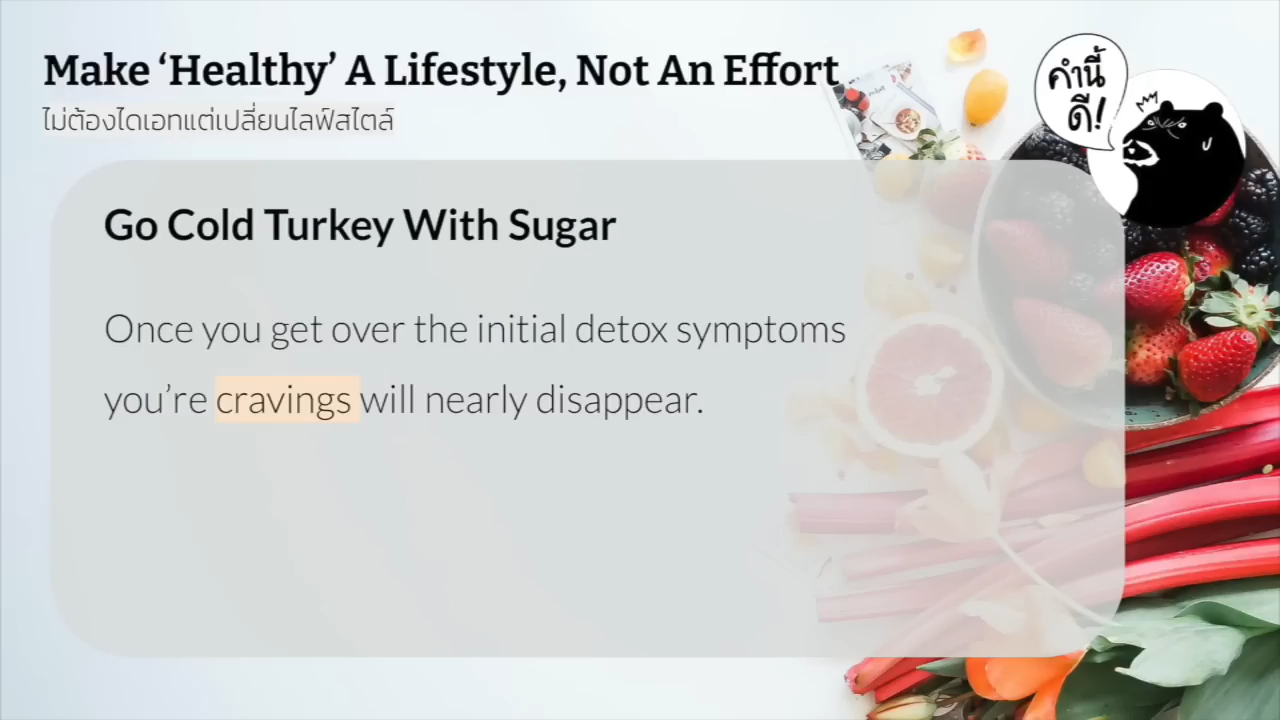 Make ‘Healthy’ A Lifestyle, Not An Effort
ไม่ต้องไดเอทแต่เปลี่ยนไลฟ์สไตล์
คำนี้
ดี!
Go Cold Turkey With Sugar
Once you get over the initial detox symptoms
you’re cravings will nearly disappear.